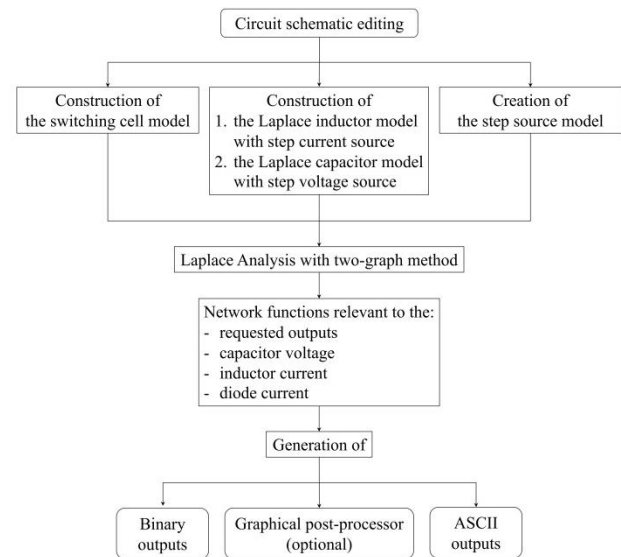 Circuit schematic editing
Construction of
the switching cell model
Construction of
1. the Laplace inductor model
with step current source
2. the Laplace capacitor model
with step voltage source
Creation of
the step source model
Laplace Analysis with two-graph method
Network functions relevant to the:
- requested outputs
- capacitor voltage
- inductor current
- diode current
Generation of
Binary
outputs
Graphical post-processor
(optional)
ASCII
outputs